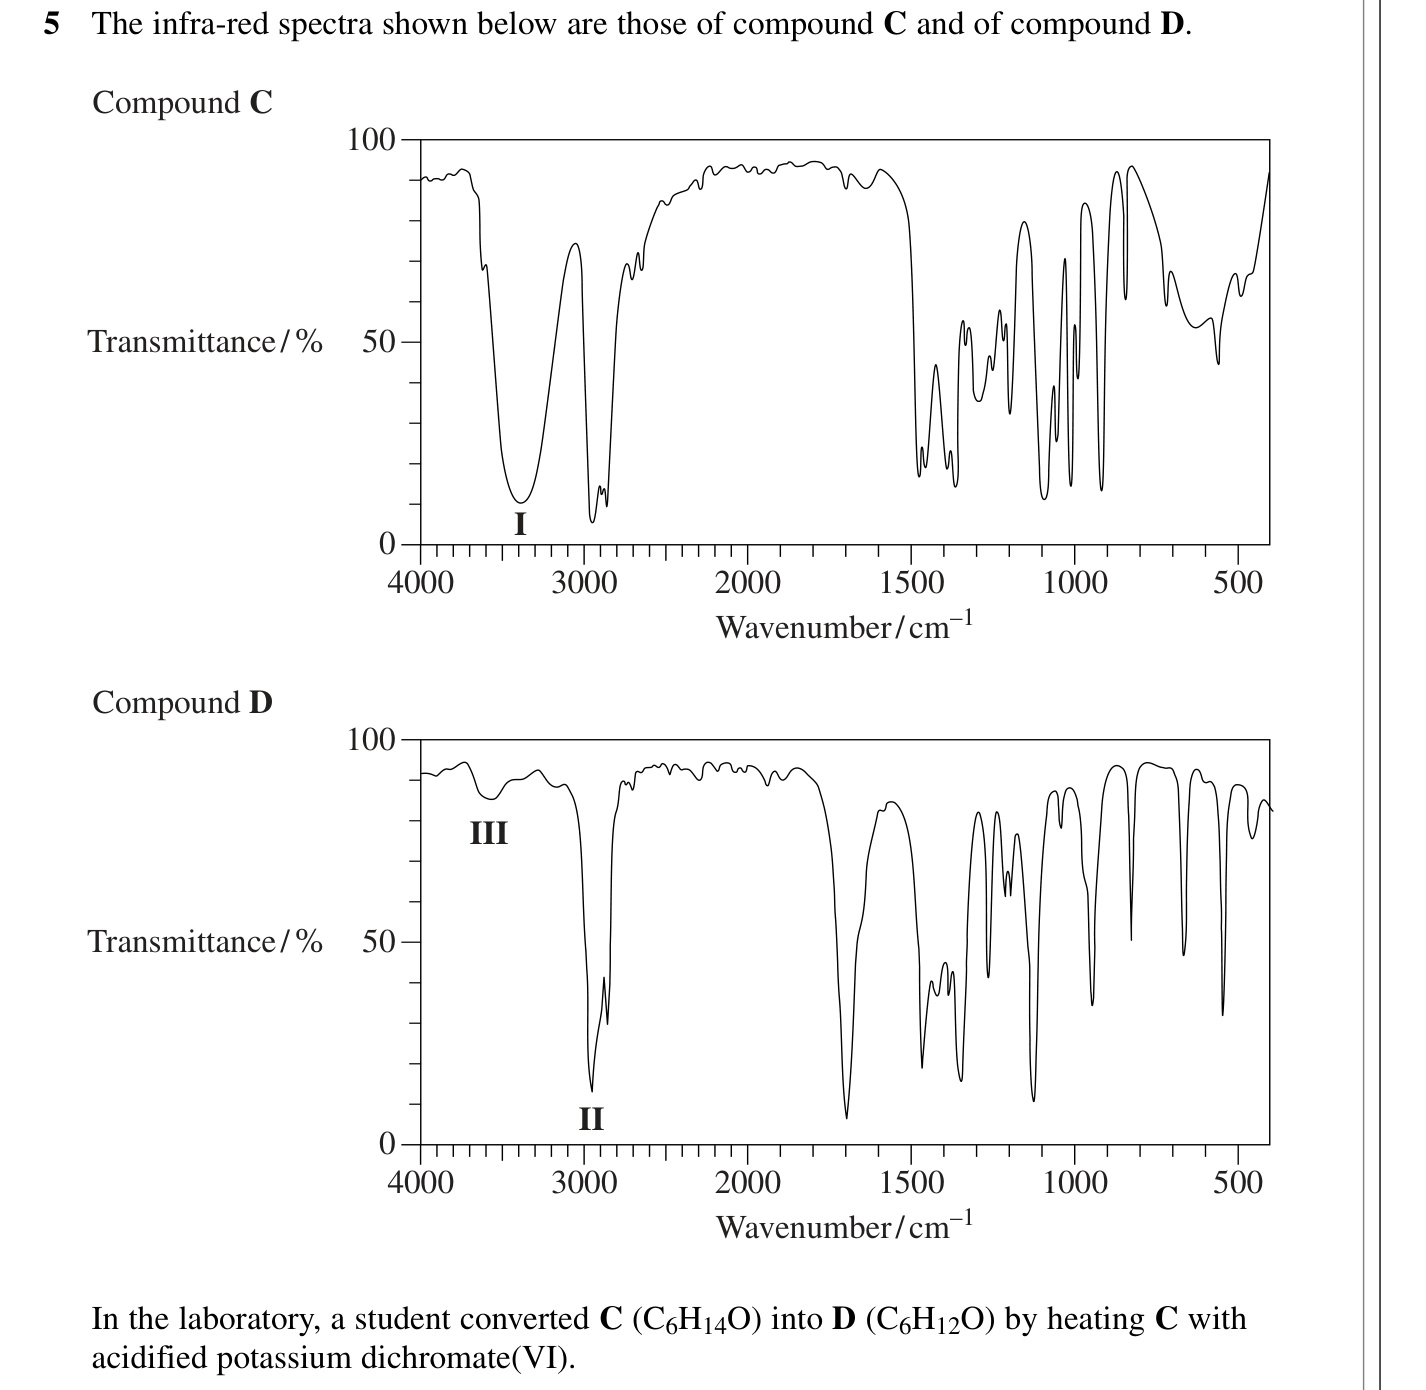 5 The infra-red spectra shown below are those of compound C and of compound D.
Compound C
100
Transmittance / % 50
I
0
4000 3000 2000 1500 1000 500
Wavenumber / cm⁻¹
Compound D
100
III
Transmittance / % 50
II
0
4000 3000 2000 1500 1000 500
Wavenumber / cm⁻¹
In the laboratory, a student converted C (C₆H₁₄O) into D (C₆H₁₂O) by heating C with
acidified potassium dichromate(VI).